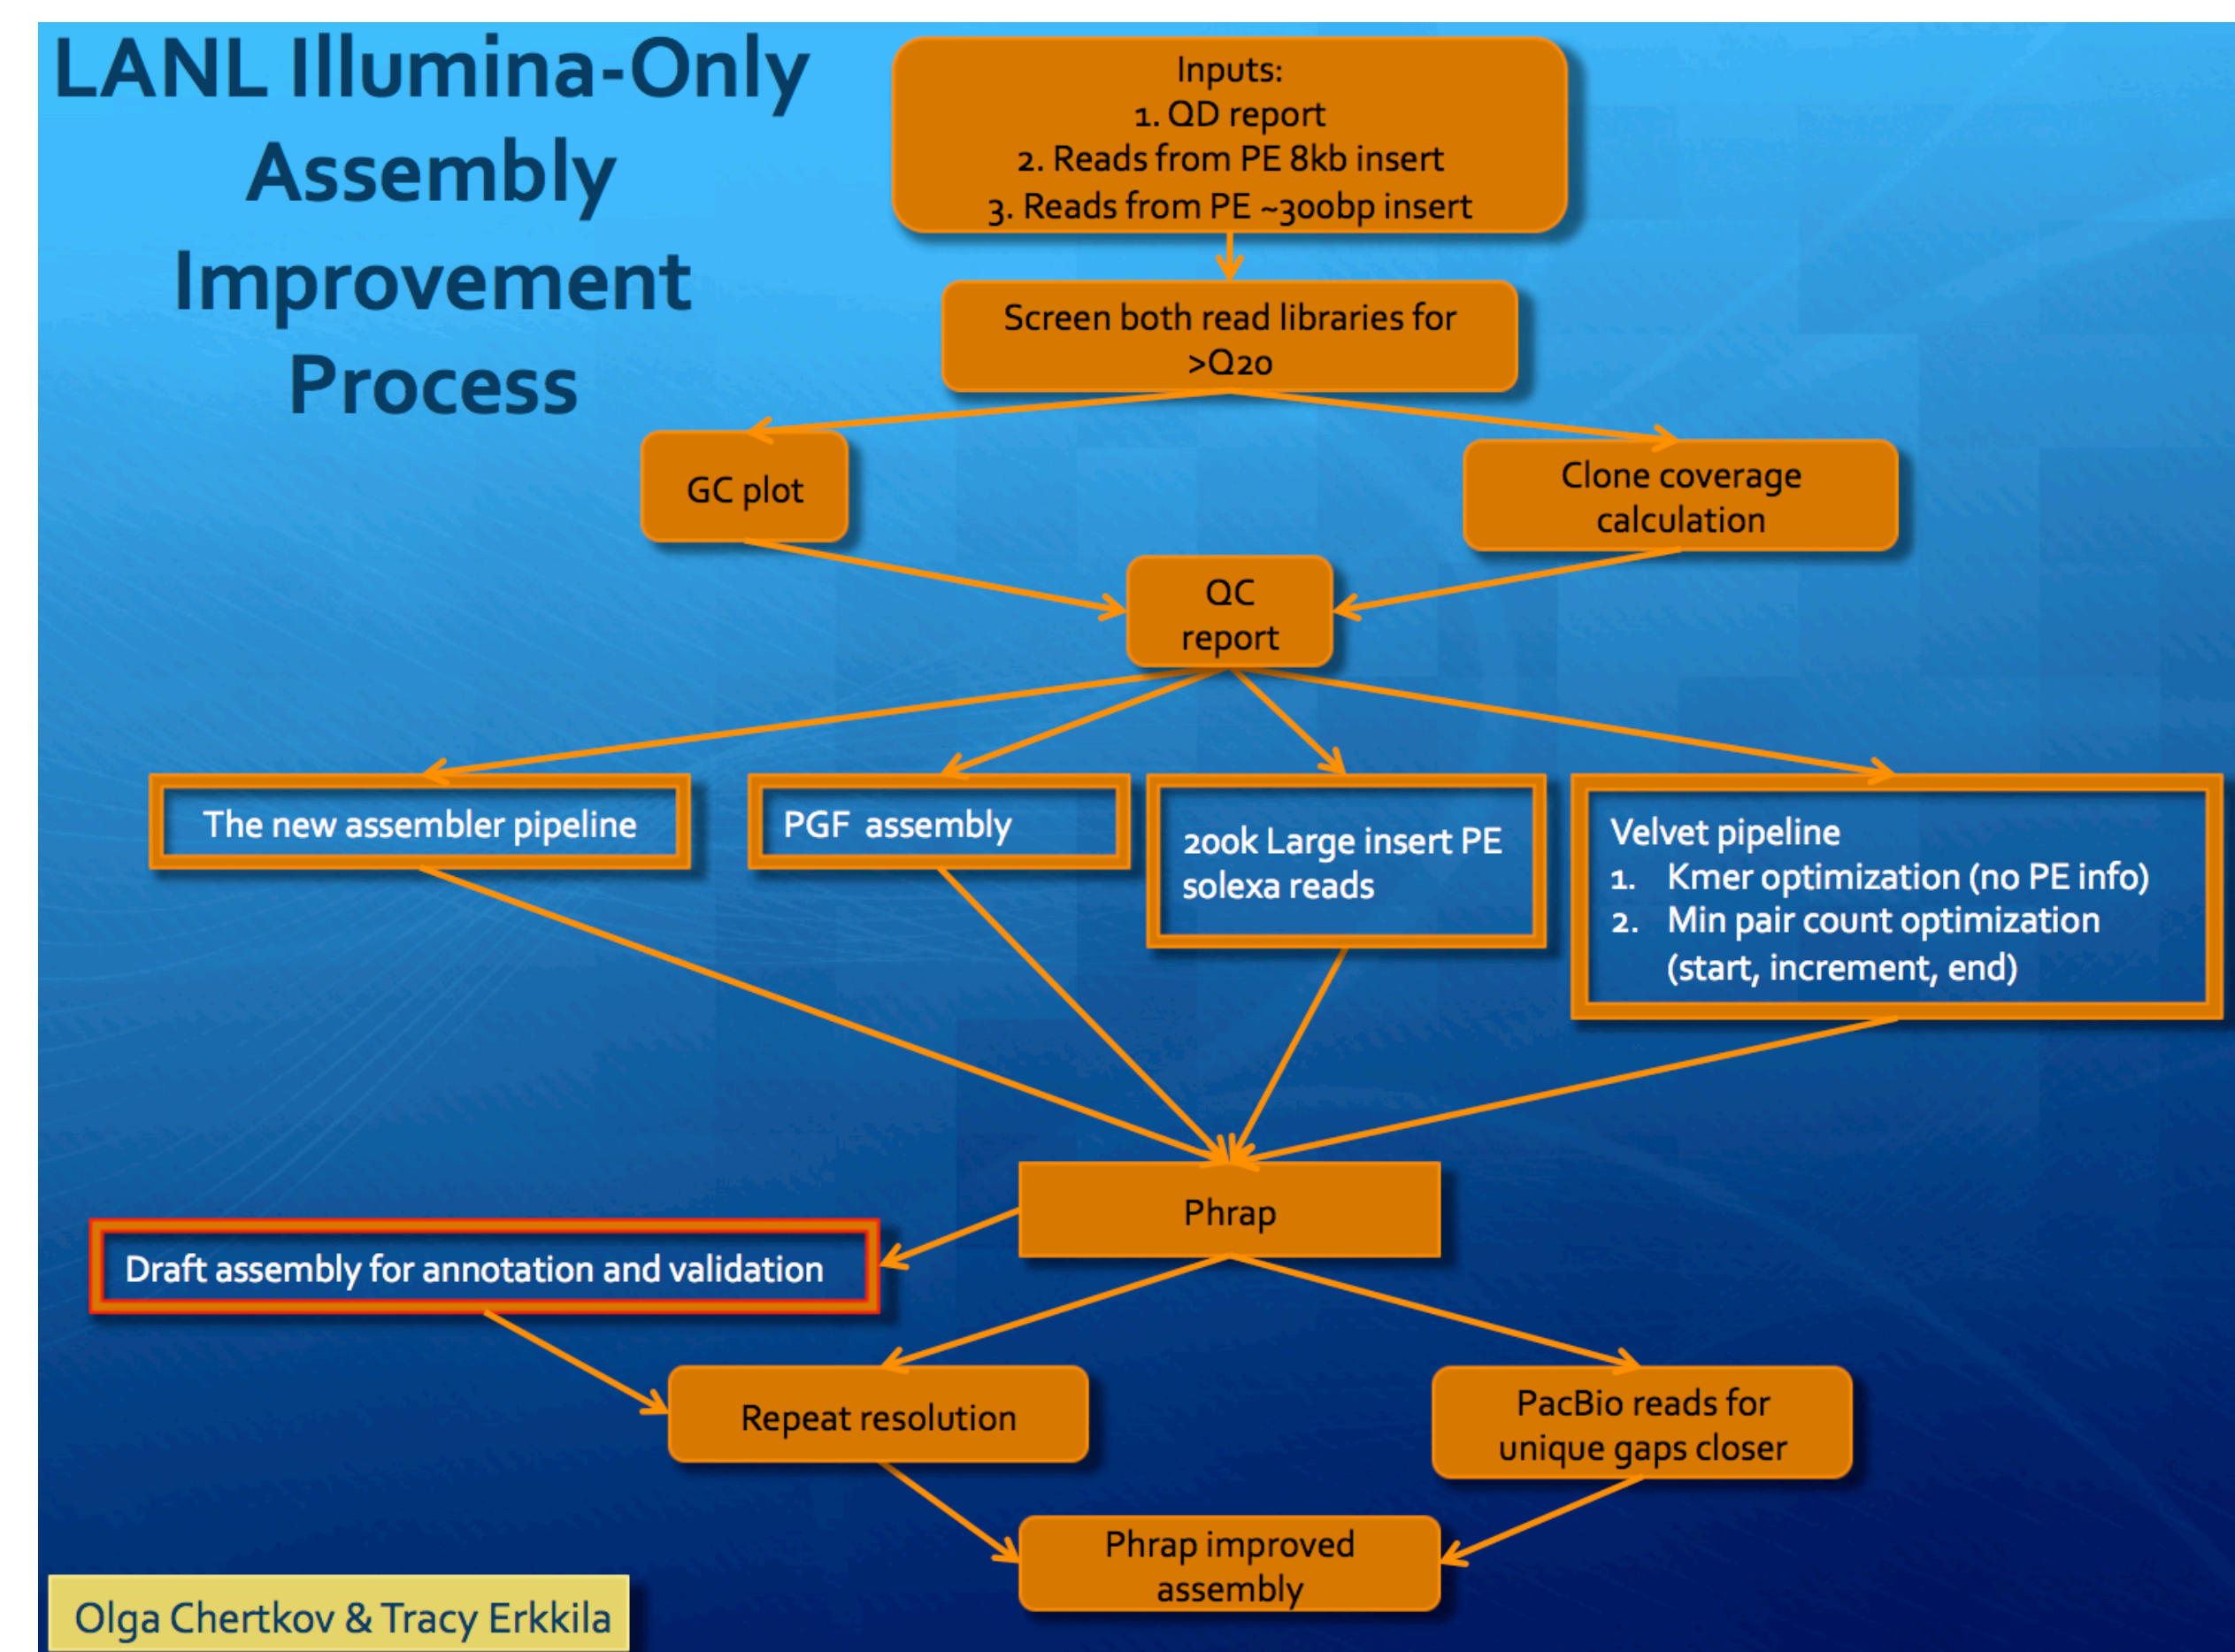 LANL Illumina-Only
Assembly
Improvement
Process
Inputs:
1. QD report
2. Reads from PE 8kb insert
3. Reads from PE ~300bp insert
Screen both read libraries for
>Q20
GC plot
Clone coverage
calculation
QC
report
The new assembler pipeline
PGF assembly
200k Large insert PE
solexa reads
Velvet pipeline
1. Kmer optimization (no PE info)
2. Min pair count optimization
(start, increment, end)
Phrap
Draft assembly for annotation and validation
Repeat resolution
PacBio reads for
unique gaps closer
Phrap improved
assembly
Olga Chertkov & Tracy Erkkila